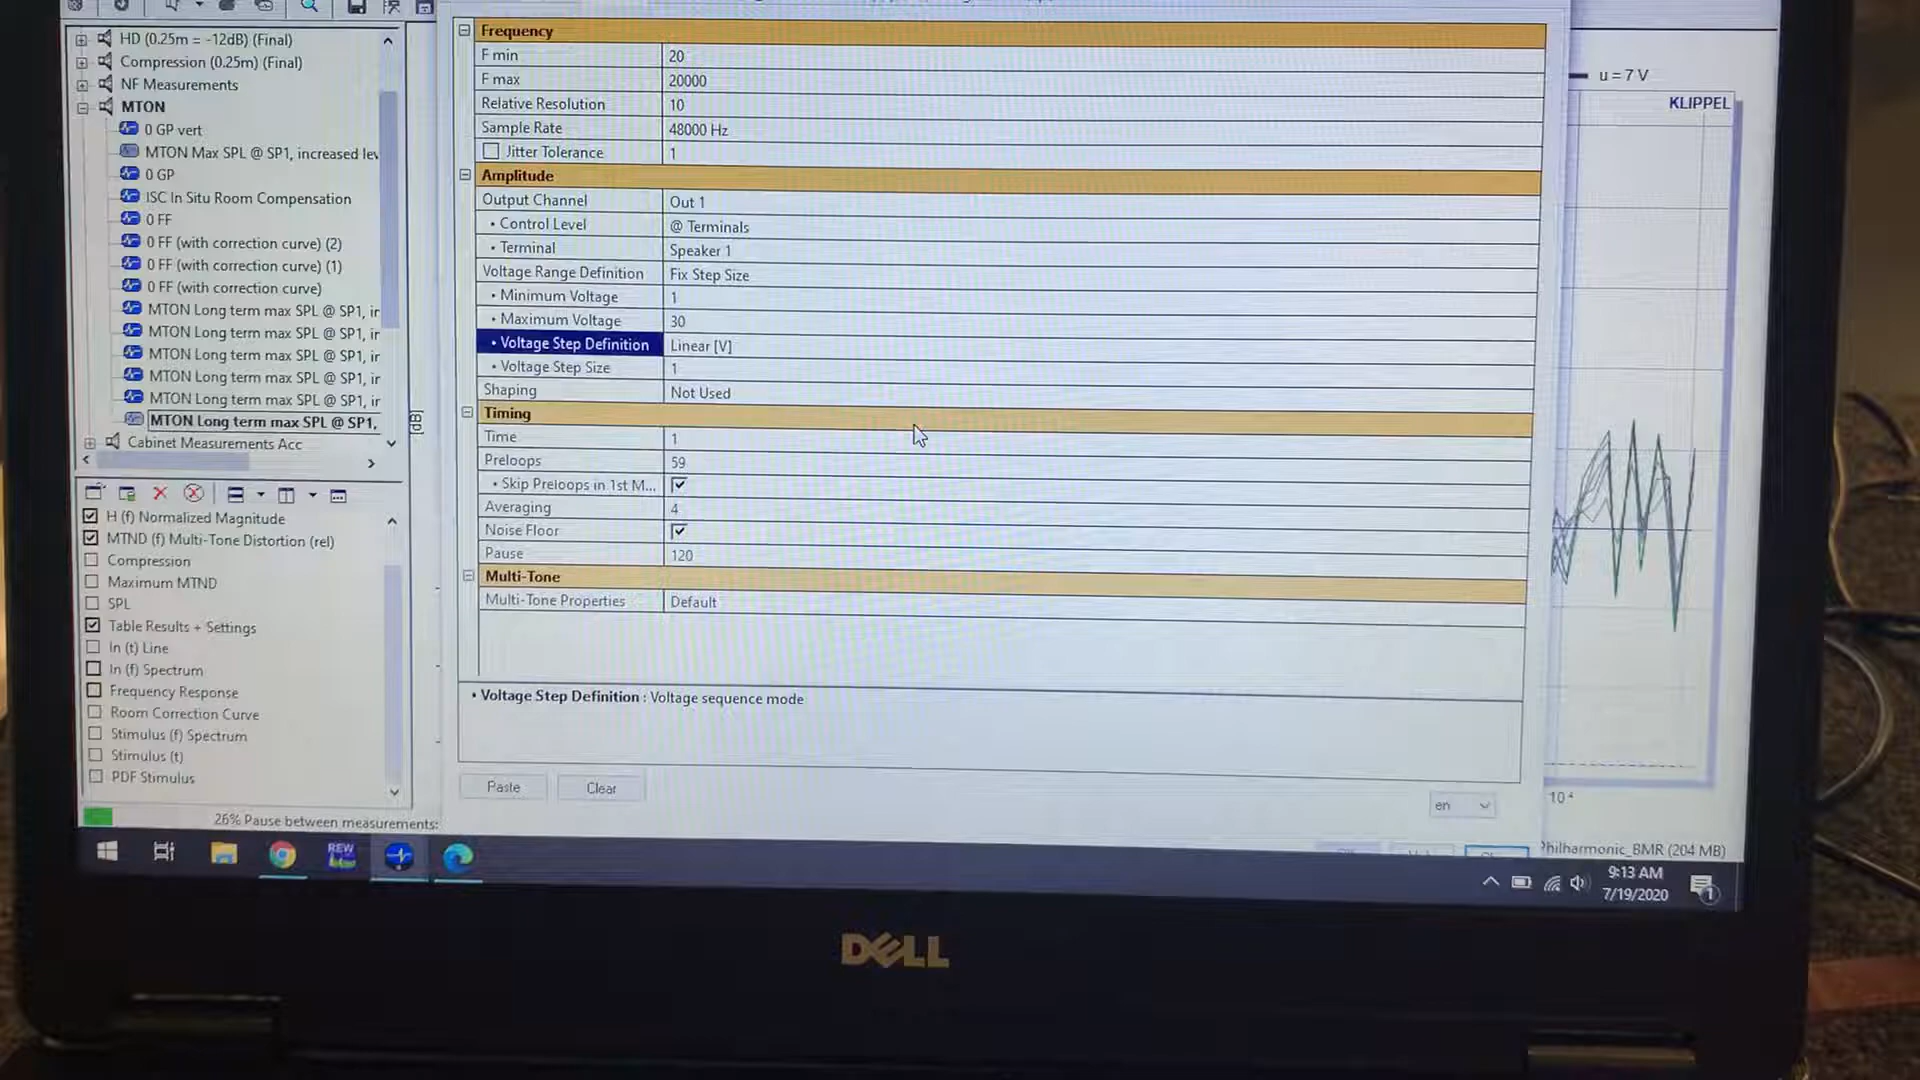 HD (0.25m = -12dB) (Final)
Compression (0.25m) (Final)
NF Measurements
MTON
0 GP vert
MTON Max SPL @ SP1, increased lev
0 GP
ISC In Situ Room Compensation
0 FF
0 FF (with correction curve) (2)
0 FF (with correction curve) (1)
0 FF (with correction curve)
MTON Long term max SPL @ SP1, ir
MTON Long term max SPL @ SP1, ir
MTON Long term max SPL @ SP1, ir
MTON Long term max SPL @ SP1, ir
MTON Long term max SPL @ SP1, ir
MTON Long term max SPL @ SP1,
Cabinet Measurements Acc
H (f) Normalized Magnitude
MTND (f) Multi-Tone Distortion (rel)
Compression
Maximum MTND
SPL
Table Results + Settings
In (t) Line
In (f) Spectrum
Frequency Response
Room Correction Curve
Stimulus (f) Spectrum
Stimulus (t)
PDF Stimulus
26% Pause between measurements:
[dB]
Frequency
F min 20
F max 20000
Relative Resolution 10
Sample Rate 48000 Hz
Jitter Tolerance 1
Amplitude
Output Channel Out 1
• Control Level @ Terminals
• Terminal Speaker 1
Voltage Range Definition Fix Step Size
• Minimum Voltage 1
• Maximum Voltage 30
• Voltage Step Definition Linear [V]
• Voltage Step Size 1
Shaping Not Used
Timing
Time 1
Preloops 59
• Skip Preloops in 1st M...
Averaging 4
Noise Floor
Pause 120
Multi-Tone
Multi-Tone Properties Default
• Voltage Step Definition : Voltage sequence mode
Paste Clear
en
u = 7 V
KLIPPEL
10 4
Philharmonic_BMR (204 MB)
REW
9:13 AM
7/19/2020
1
DELL